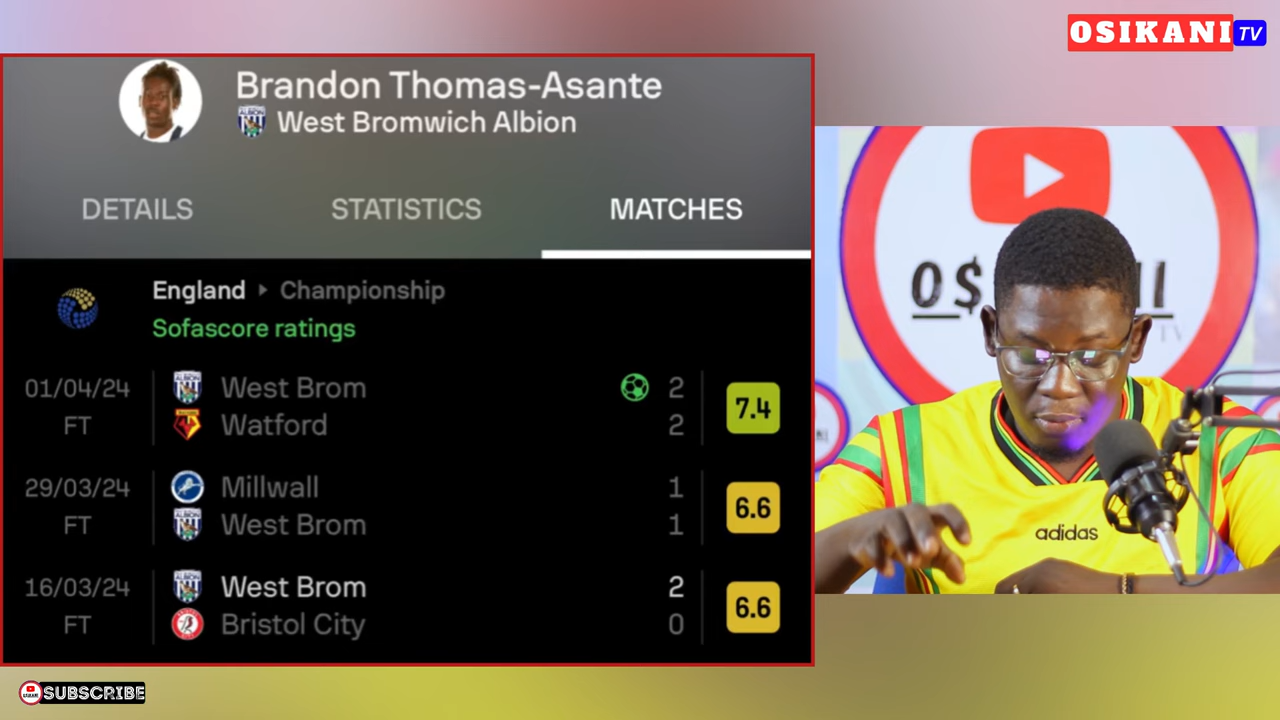 OSIKANI TV
Brandon Thomas-Asante
West Bromwich Albion
DETAILS STATISTICS MATCHES
England Championship
Sofascore ratings
01/04/24 West Brom 2
FT Watford 2
7.4
29/03/24 Millwall 1
FT West Brom 1
6.6
16/03/24 West Brom 2
FT Bristol City 0
6.6
adidas
SUBSCRIBE